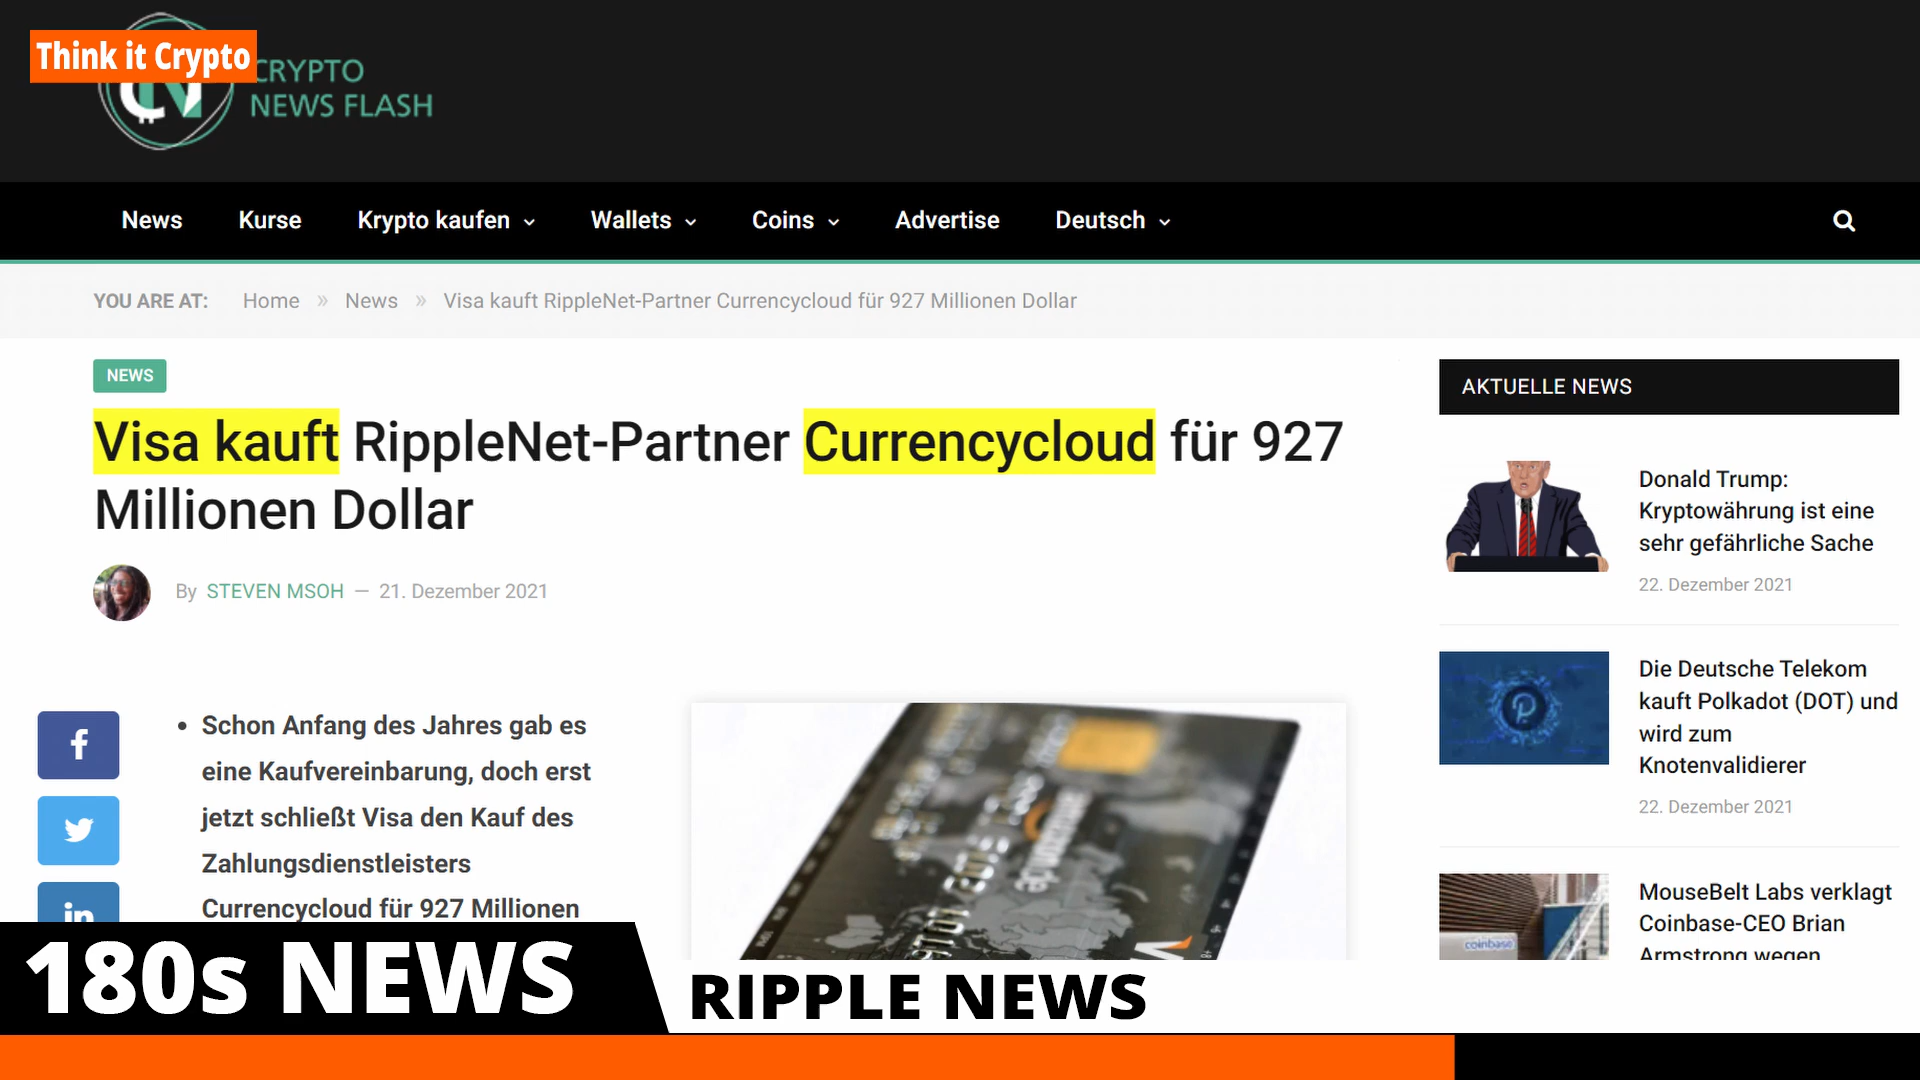 Think it Crypto
CRYPTO
NEWS FLASH
News
Kurse
Krypto kaufen
Wallets
Coins
Advertise
Deutsch
YOU ARE AT: Home » News » Visa kauft RippleNet-Partner Currencycloud für 927 Millionen Dollar
NEWS
Visa kauft RippleNet-Partner Currencycloud für 927
Millionen Dollar
By STEVEN MSOH — 21. Dezember 2021
• Schon Anfang des Jahres gab es
eine Kaufvereinbarung, doch erst
jetzt schließt Visa den Kauf des
Zahlungsdienstleisters
Currencycloud für 927 Millionen
AKTUELLE NEWS
Donald Trump:
Kryptowährung ist eine
sehr gefährliche Sache
22. Dezember 2021
Die Deutsche Telekom
kauft Polkadot (DOT) und
wird zum
Knotenvalidierer
22. Dezember 2021
coinbase
MouseBelt Labs verklagt
Coinbase-CEO Brian
Armstrong wegen
180s NEWS
RIPPLE NEWS